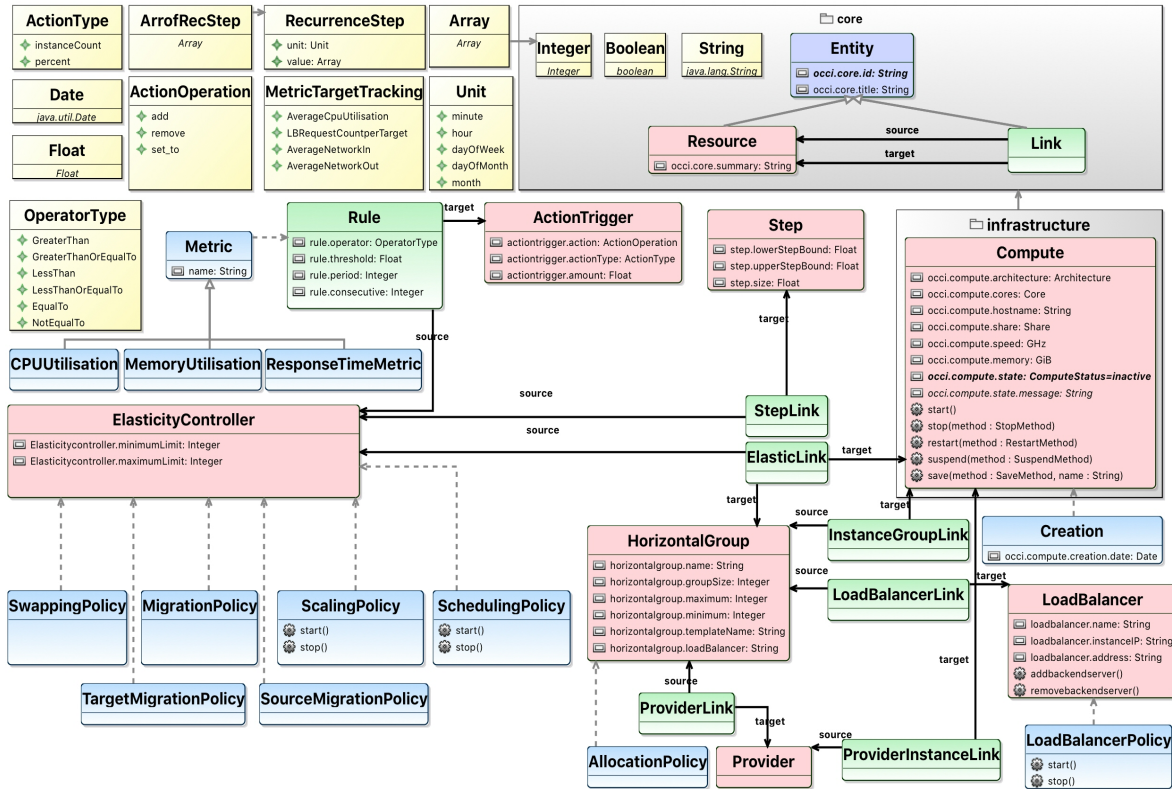 ActionType
instanceCount
percent
ArrofRecStep
Array
RecurrenceStep
unit: Unit
value: Array
Array
Array
core
Integer
Integer
Boolean
boolean
String
java.lang.String
Entity
occi.core.id: String
occi.core.title: String
Date
java.util.Date
Float
Float
ActionOperation
add
remove
set_to
MetricTargetTracking
AverageCpuUtilisation
LBRequestCountperTarget
AverageNetworkIn
AverageNetworkOut
Unit
minute
hour
dayOfWeek
dayOfMonth
month
Resource
occi.core.summary: String
source
target
Link
OperatorType
GreaterThan
GreaterThanOrEqualTo
LessThan
LessThanOrEqualTo
EqualTo
NotEqualTo
Metric
name: String
Rule
rule.operator: OperatorType
rule.threshold: Float
rule.period: Integer
rule.consecutive: Integer
target
ActionTrigger
actiontrigger.action: ActionOperation
actiontrigger.actionType: ActionType
actiontrigger.amount: Float
Step
step.lowerStepBound: Float
step.upperStepBound: Float
step.size: Float
infrastructure
Compute
occi.compute.architecture: Architecture
occi.compute.cores: Core
occi.compute.hostname: String
occi.compute.share: Share
occi.compute.speed: GHz
occi.compute.memory: GiB
occi.compute.state: ComputeStatus=inactive
occi.compute.state.message: String
start()
stop(method : StopMethod)
restart(method : RestartMethod)
suspend(method : SuspendMethod)
save(method : SaveMethod, name : String)
CPUUtilisation
MemoryUtilisation
ResponseTimeMetric
source
target
ElasticityController
Elasticitycontroller.minimumLimit: Integer
Elasticitycontroller.maximumLimit: Integer
source
source
StepLink
ElasticLink
target
target
target
source
InstanceGroupLink
Creation
occi.compute.creation.date: Date
HorizontalGroup
horizontalgroup.name: String
horizontalgroup.groupSize: Integer
horizontalgroup.maximum: Integer
horizontalgroup.minimum: Integer
horizontalgroup.templateName: String
horizontalgroup.loadBalancer: String
source
LoadBalancerLink
target
LoadBalancer
loadbalancer.name: String
loadbalancer.instanceIP: String
loadbalancer.address: String
addbackendserver()
removebackendserver()
SwappingPolicy
MigrationPolicy
ScalingPolicy
start()
stop()
SchedulingPolicy
start()
stop()
TargetMigrationPolicy
SourceMigrationPolicy
target
source
ProviderLink
target
source
ProviderInstanceLink
AllocationPolicy
Provider
LoadBalancerPolicy
start()
stop()